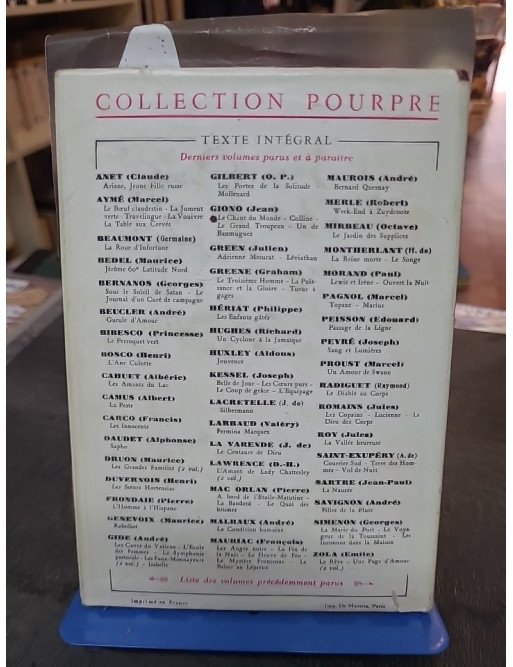 COLLECTION POURPRE
TEXTE INTÉGRAL
Derniers volumes parus et à paraître
ANET (Claude)
Ariane, Jeune Fille russe
AYMÉ (Marcel)
Le Bœuf clandestin - La Jument
verte - Travelingue - La Vouivre
La Table aux Crevés
BEAUMONT (Germaine)
La Roue d'Infortune
BEDEL (Maurice)
Jérôme 60° Latitude Nord
BERNANOS (Georges)
Sous le Soleil de Satan - Le
Journal d'un Curé de campagne
BEUCLER (André)
Gueule d'Amour
BIBESCO (Princesse)
Le Perroquet vert
BOSCO (Henri)
L'Ane Culotte
CAHUET (Albéric)
Les Amants du Lac
CAMUS (Albert)
La Peste
CARCO (Francis)
Les Innocents
DAUDET (Alphonse)
Sapho
DRUON (Maurice)
Les Grandes Familles (2 vol.)
DUVERNOIS (Henri)
Les Sœurs Hortensias
FRONDAIE (Pierre)
L'Homme à l'Hispano
GENEVOIX (Maurice)
Raboliot
GIDE (André)
Les Caves du Vatican - L'École
des Femmes - La Symphonie
pastorale - Les Faux-Monnayeurs
(2 vol.) - Isabelle
GILBERT (O. P.)
Les Portes de la Solitude
Mollenard
GIONO (Jean)
Le Chant du Monde - Colline -
Le Grand Troupeau - Un de
Baumugnes
GREEN (Julien)
Adrienne Mesurat - Léviathan
GREENE (Graham)
Le Troisième Homme - La Puis-
sance et la Gloire - Tueur à
gages
HÉRIAT (Philippe)
Les Enfants gâtés
HUGHES (Richard)
Un Cyclone à la Jamaïque
HUXLEY (Aldous)
Jouvence
KESSEL (Joseph)
Belle de Jour - Les Cœurs purs -
Le Coup de grâce - L'Equipage
LACRETELLE (J. de)
Silbermann
LARBAUD (Valéry)
Fermina Marquez
LA VARENDE (J. de)
Le Centaure de Dieu
LAWRENCE (D.-H.)
L'Amant de Lady Chatterley
(2 vol.)
MAC ORLAN (Pierre)
A bord de l'Etoile-Matutine -
La Bandera - Le Quai des
brumes
MALRAUX (André)
La Condition humaine
MAURIAC (François)
Les Anges noirs - La Fin de
la Nuit - Le Fleuve de Feu -
Le Mystère Frontenac - Le
Baiser au Lépreux
MAUROIS (André)
Bernard Quesnay
MERLE (Robert)
Week-End à Zuydcoote
MIRBEAU (Octave)
Le Jardin des Supplices
MONTHERLANT (H. de)
La Reine morte - Le Songe
MORAND (Paul)
Lewis et Irène - Ouvert la Nuit
PAGNOL (Marcel)
Topaze - Marius
PEISSON (Edouard)
Passage de la Ligne
PEYRÉ (Joseph)
Sang et Lumières
PROUST (Marcel)
Un Amour de Swann
RADIGUET (Raymond)
Le Diable au Corps
ROMAINS (Jules)
Les Copains - Lucienne - Le
Dieu des Corps
ROY (Jules)
La Vallée heureuse
SAINT-EXUPÉRY (A. de)
Courrier Sud - Terre des Hom-
mes - Vol de Nuit
SARTRE (Jean-Paul)
La Nausée
SAVIGNON (André)
Filles de la Pluie
SIMENON (Georges)
La Marie du Port - Le Voya-
geur de la Toussaint - Les
Inconnus dans la Maison
ZOLA (Emile)
Le Rêve - Une Page d'Amour
(2 vol.)
Liste des volumes précédemment parus
Imprimé en France
Paris